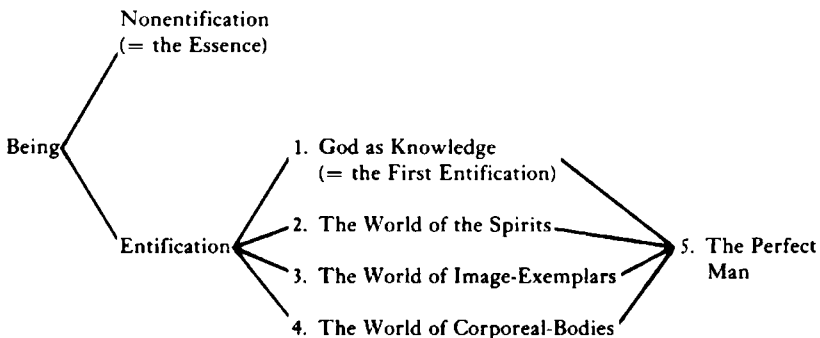 Nonentification
(= the Essence)
Being
Entification
1. God as Knowledge
(= the First Entification)
2. The World of the Spirits
3. The World of Image-Exemplars
4. The World of Corporeal-Bodies
5. The Perfect
Man